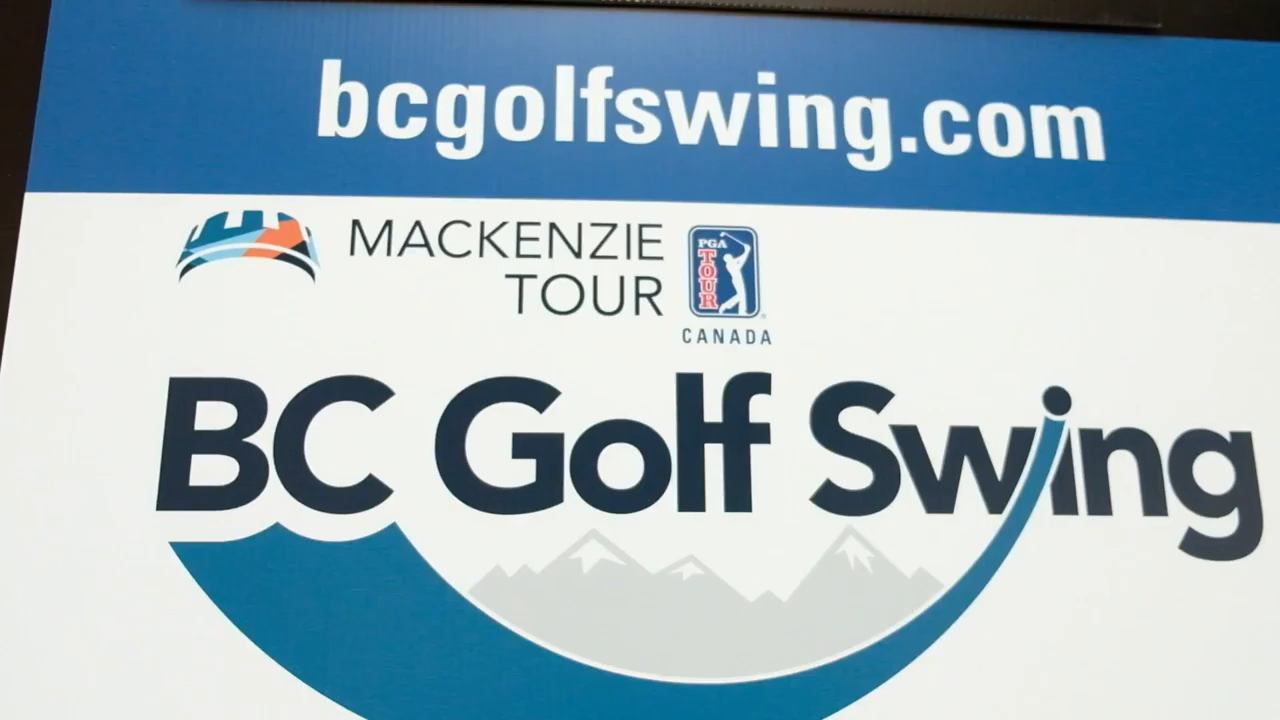 bcgolfswing.com
MACKENZIE
TOUR
PGA
TOUR
CANADA
BC Golf Swing